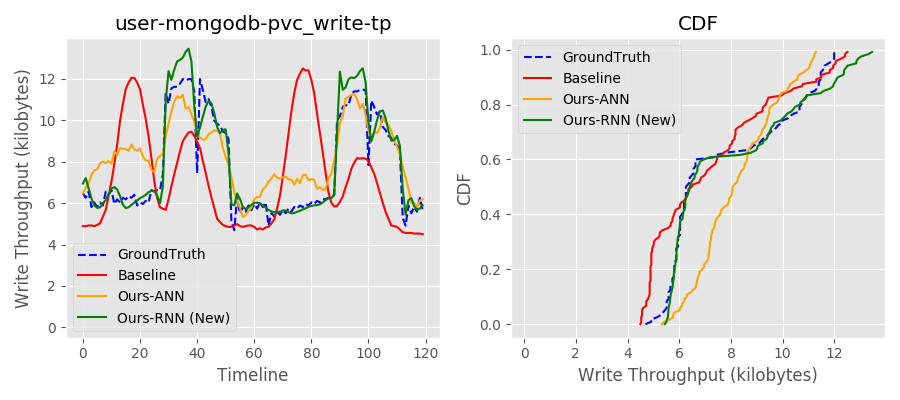 user-mongodb-pvc_write-tp
Write Throughput (kilobytes)
12
10
8
6
4
2
0
GroundTruth
Baseline
Ours-ANN
Ours-RNN (New)
0 20 40 60 80 100 120
Timeline
CDF
CDF
1.0
0.8
0.6
0.4
0.2
0.0
GroundTruth
Baseline
Ours-ANN
Ours-RNN (New)
0 2 4 6 8 10 12
Write Throughput (kilobytes)